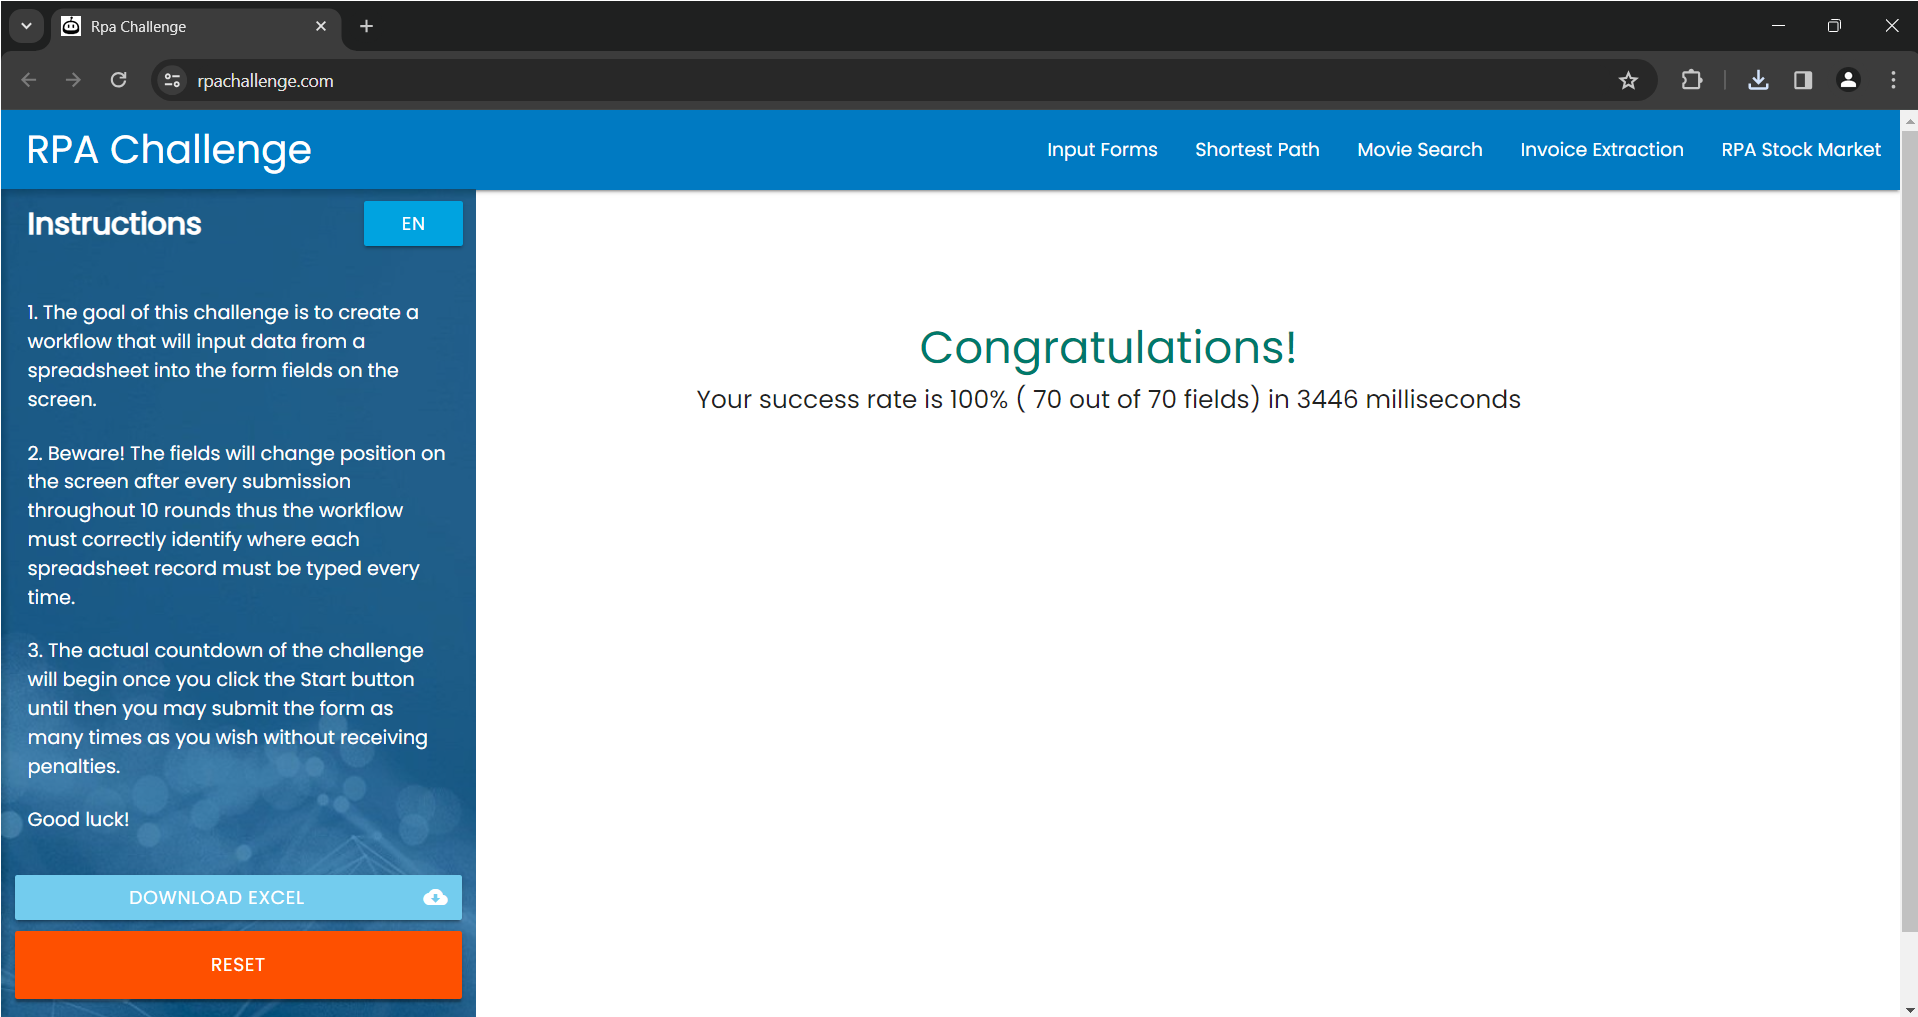 Rpa Challenge
rpachallenge.com
RPA Challenge
Input Forms
Shortest Path
Movie Search
Invoice Extraction
RPA Stock Market
Instructions
EN
1. The goal of this challenge is to create a
workflow that will input data from a
spreadsheet into the form fields on the
screen.
2. Beware! The fields will change position on
the screen after every submission
throughout 10 rounds thus the workflow
must correctly identify where each
spreadsheet record must be typed every
time.
3. The actual countdown of the challenge
will begin once you click the Start button
until then you may submit the form as
many times as you wish without receiving
penalties.
Good luck!
DOWNLOAD EXCEL
RESET
Congratulations!
Your success rate is 100% ( 70 out of 70 fields) in 3446 milliseconds